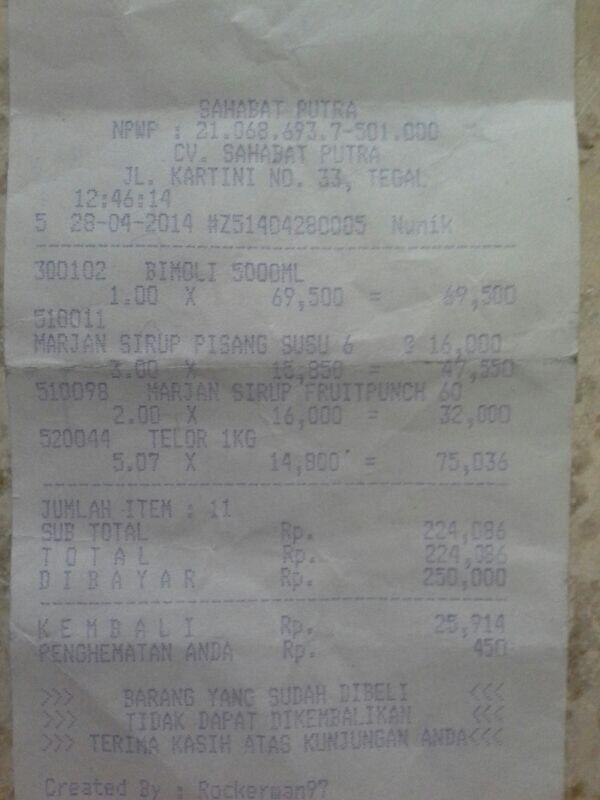 SAHABAT PUTRA
NPWP : 21.068.693.7-501.000
CV. SAHABAT PUTRA
JL. KARTINI NO. 33, TEGAL
12:46:14
5 28-04-2014 #Z51404280005 Nunik
300102 BIMOLI 5000ML
1.00 X 69,500 = 69,500
510011
MARJAN SIRUP PISANG SUSU 6 @ 16,000
3.00 X 15,850 = 47,550
510098 MARJAN SIRUP FRUITPUNCH 60
2.00 X 16,000 = 32,000
520044 TELOR 1KG
5.07 X 14,800 = 75,036
JUMLAH ITEM : 11
SUB TOTAL Rp. 224,086
T O T A L Rp. 224,086
D I B A Y A R Rp. 250,000
K E M B A L I Rp. 25,914
PENGHEMATAN ANDA Rp. 450
>>> BARANG YANG SUDAH DIBELI <<<
>>> TIDAK DAPAT DIKEMBALIKAN <<<
>>> TERIMA KASIH ATAS KUNJUNGAN ANDA<<<
Created By : Rockerman97